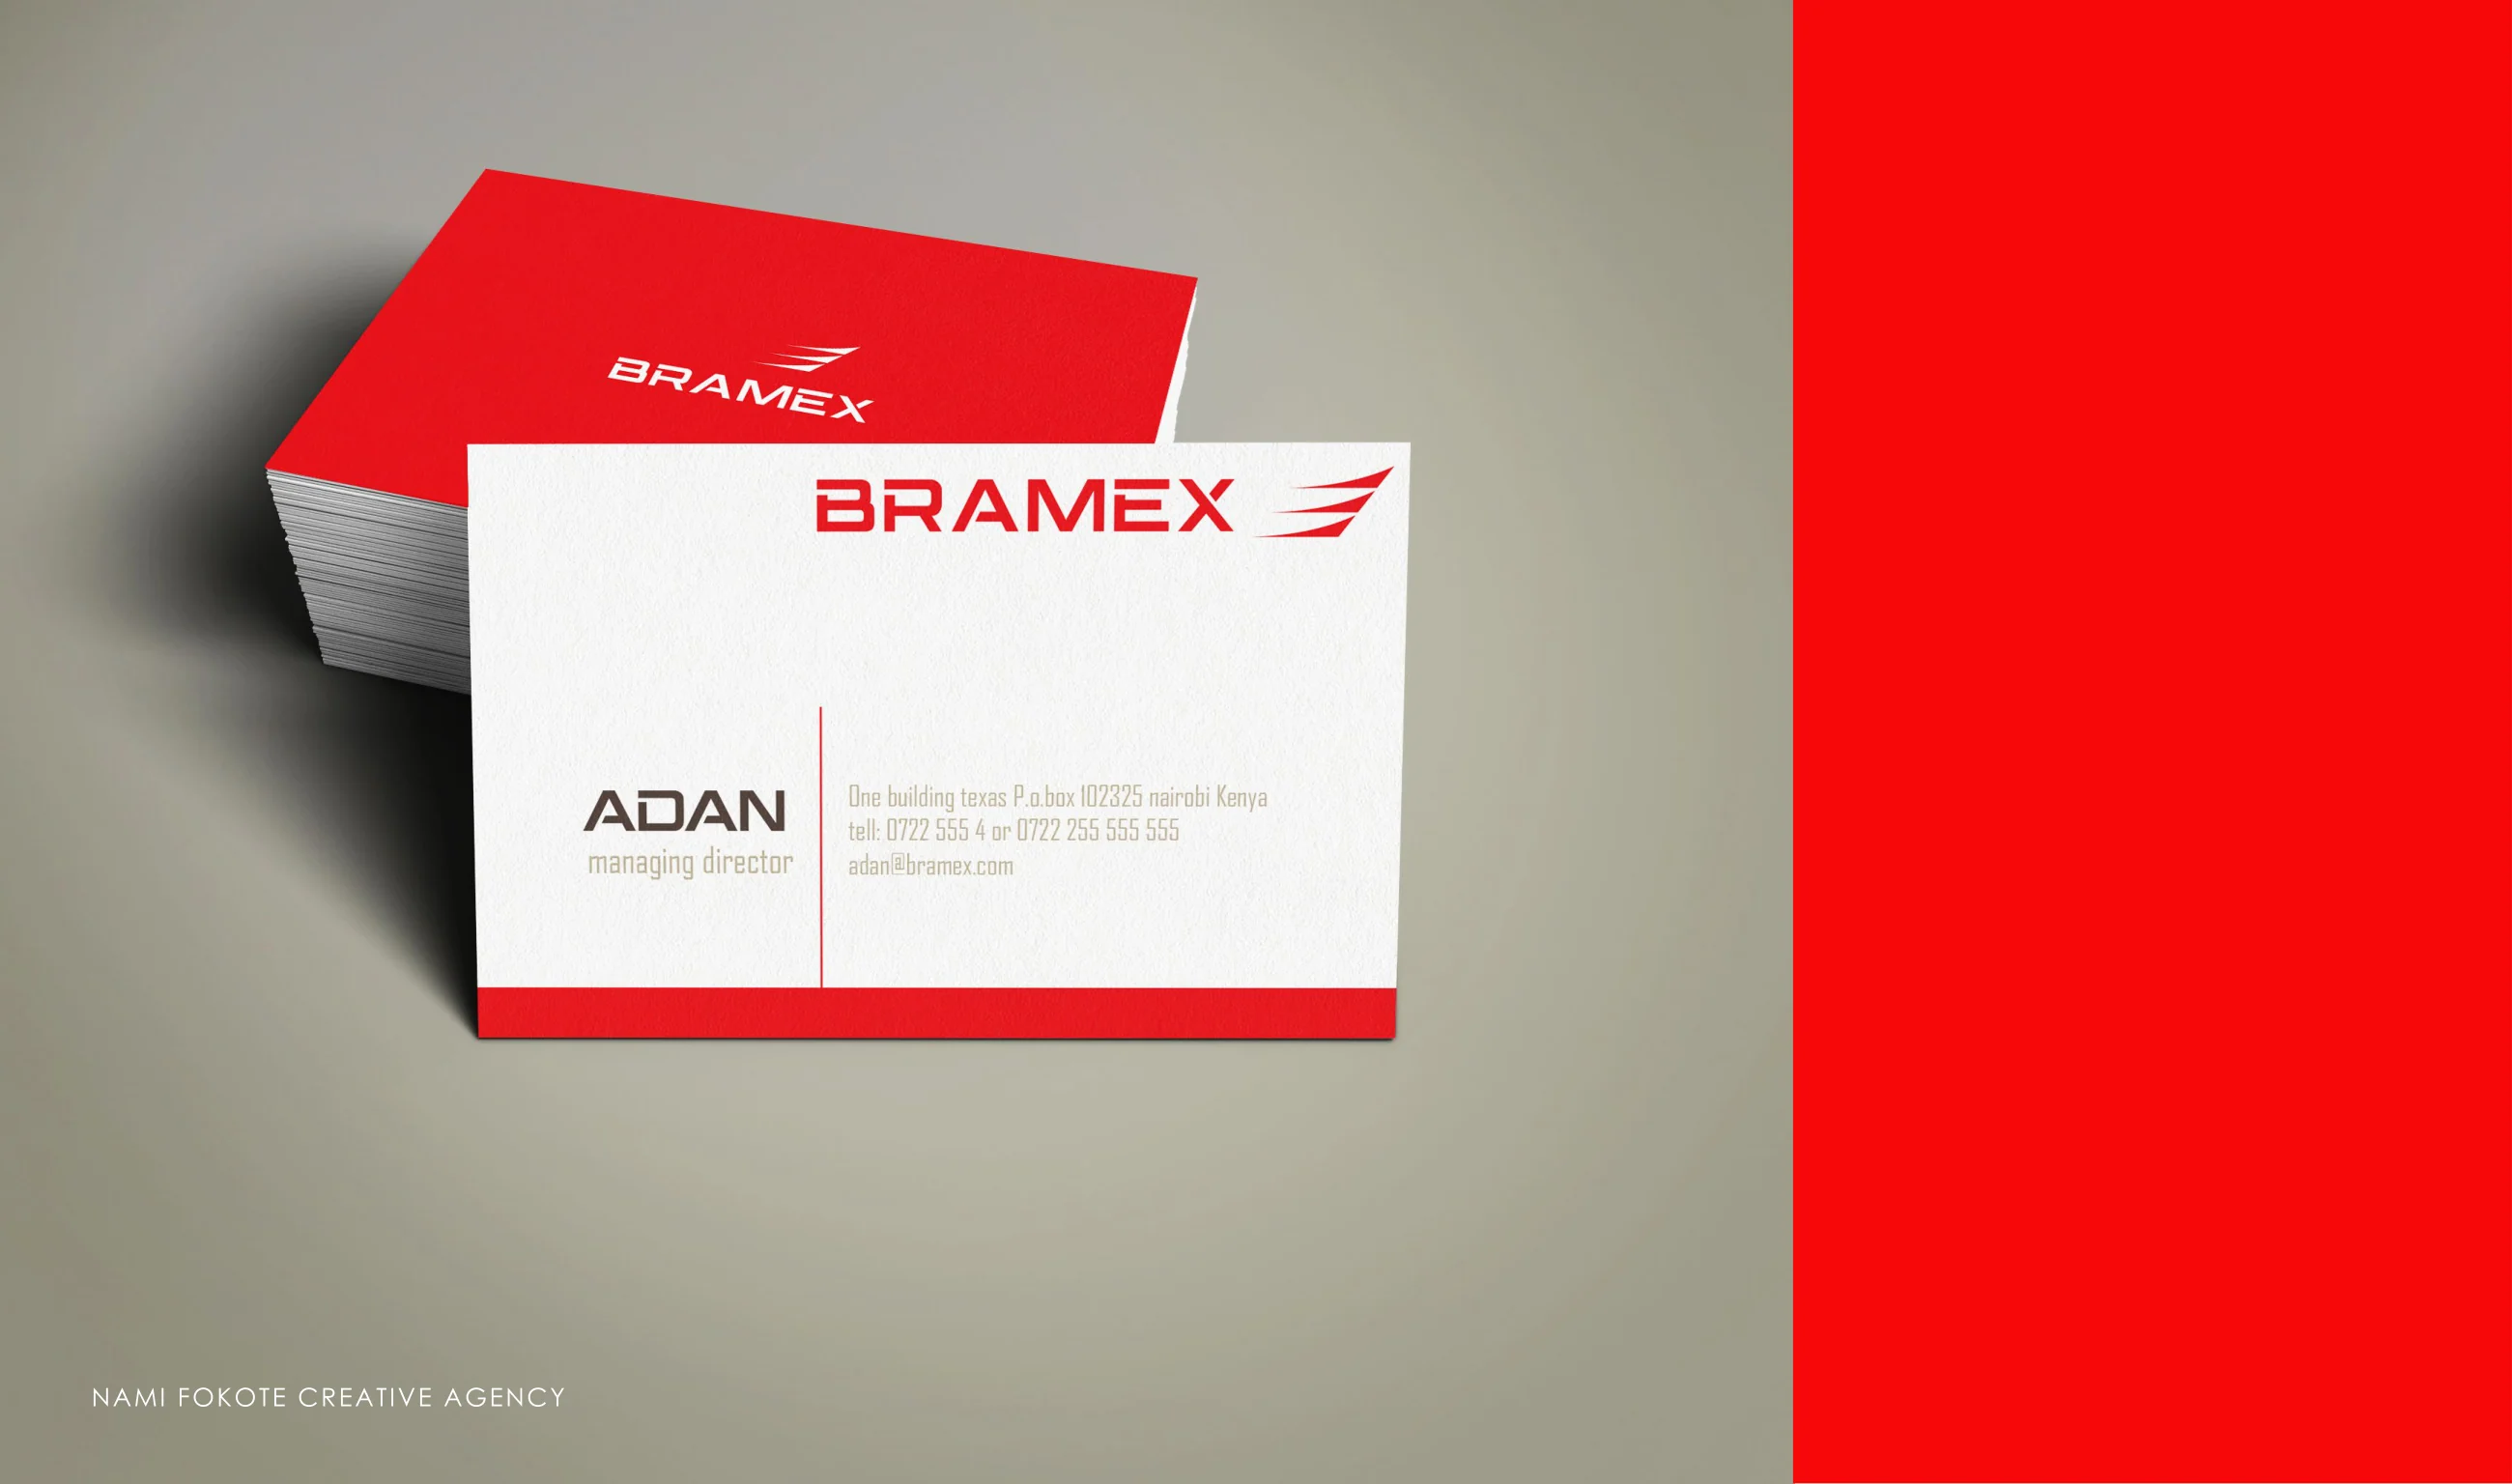 BRAMEX
BRAMEX
ADAN
managing director
One building texas P.o.box 102325 nairobi Kenya
tell: 0722 555 4 or 0722 255 555 555
adan@bramex.com
NAMI FOKOTE CREATIVE AGENCY